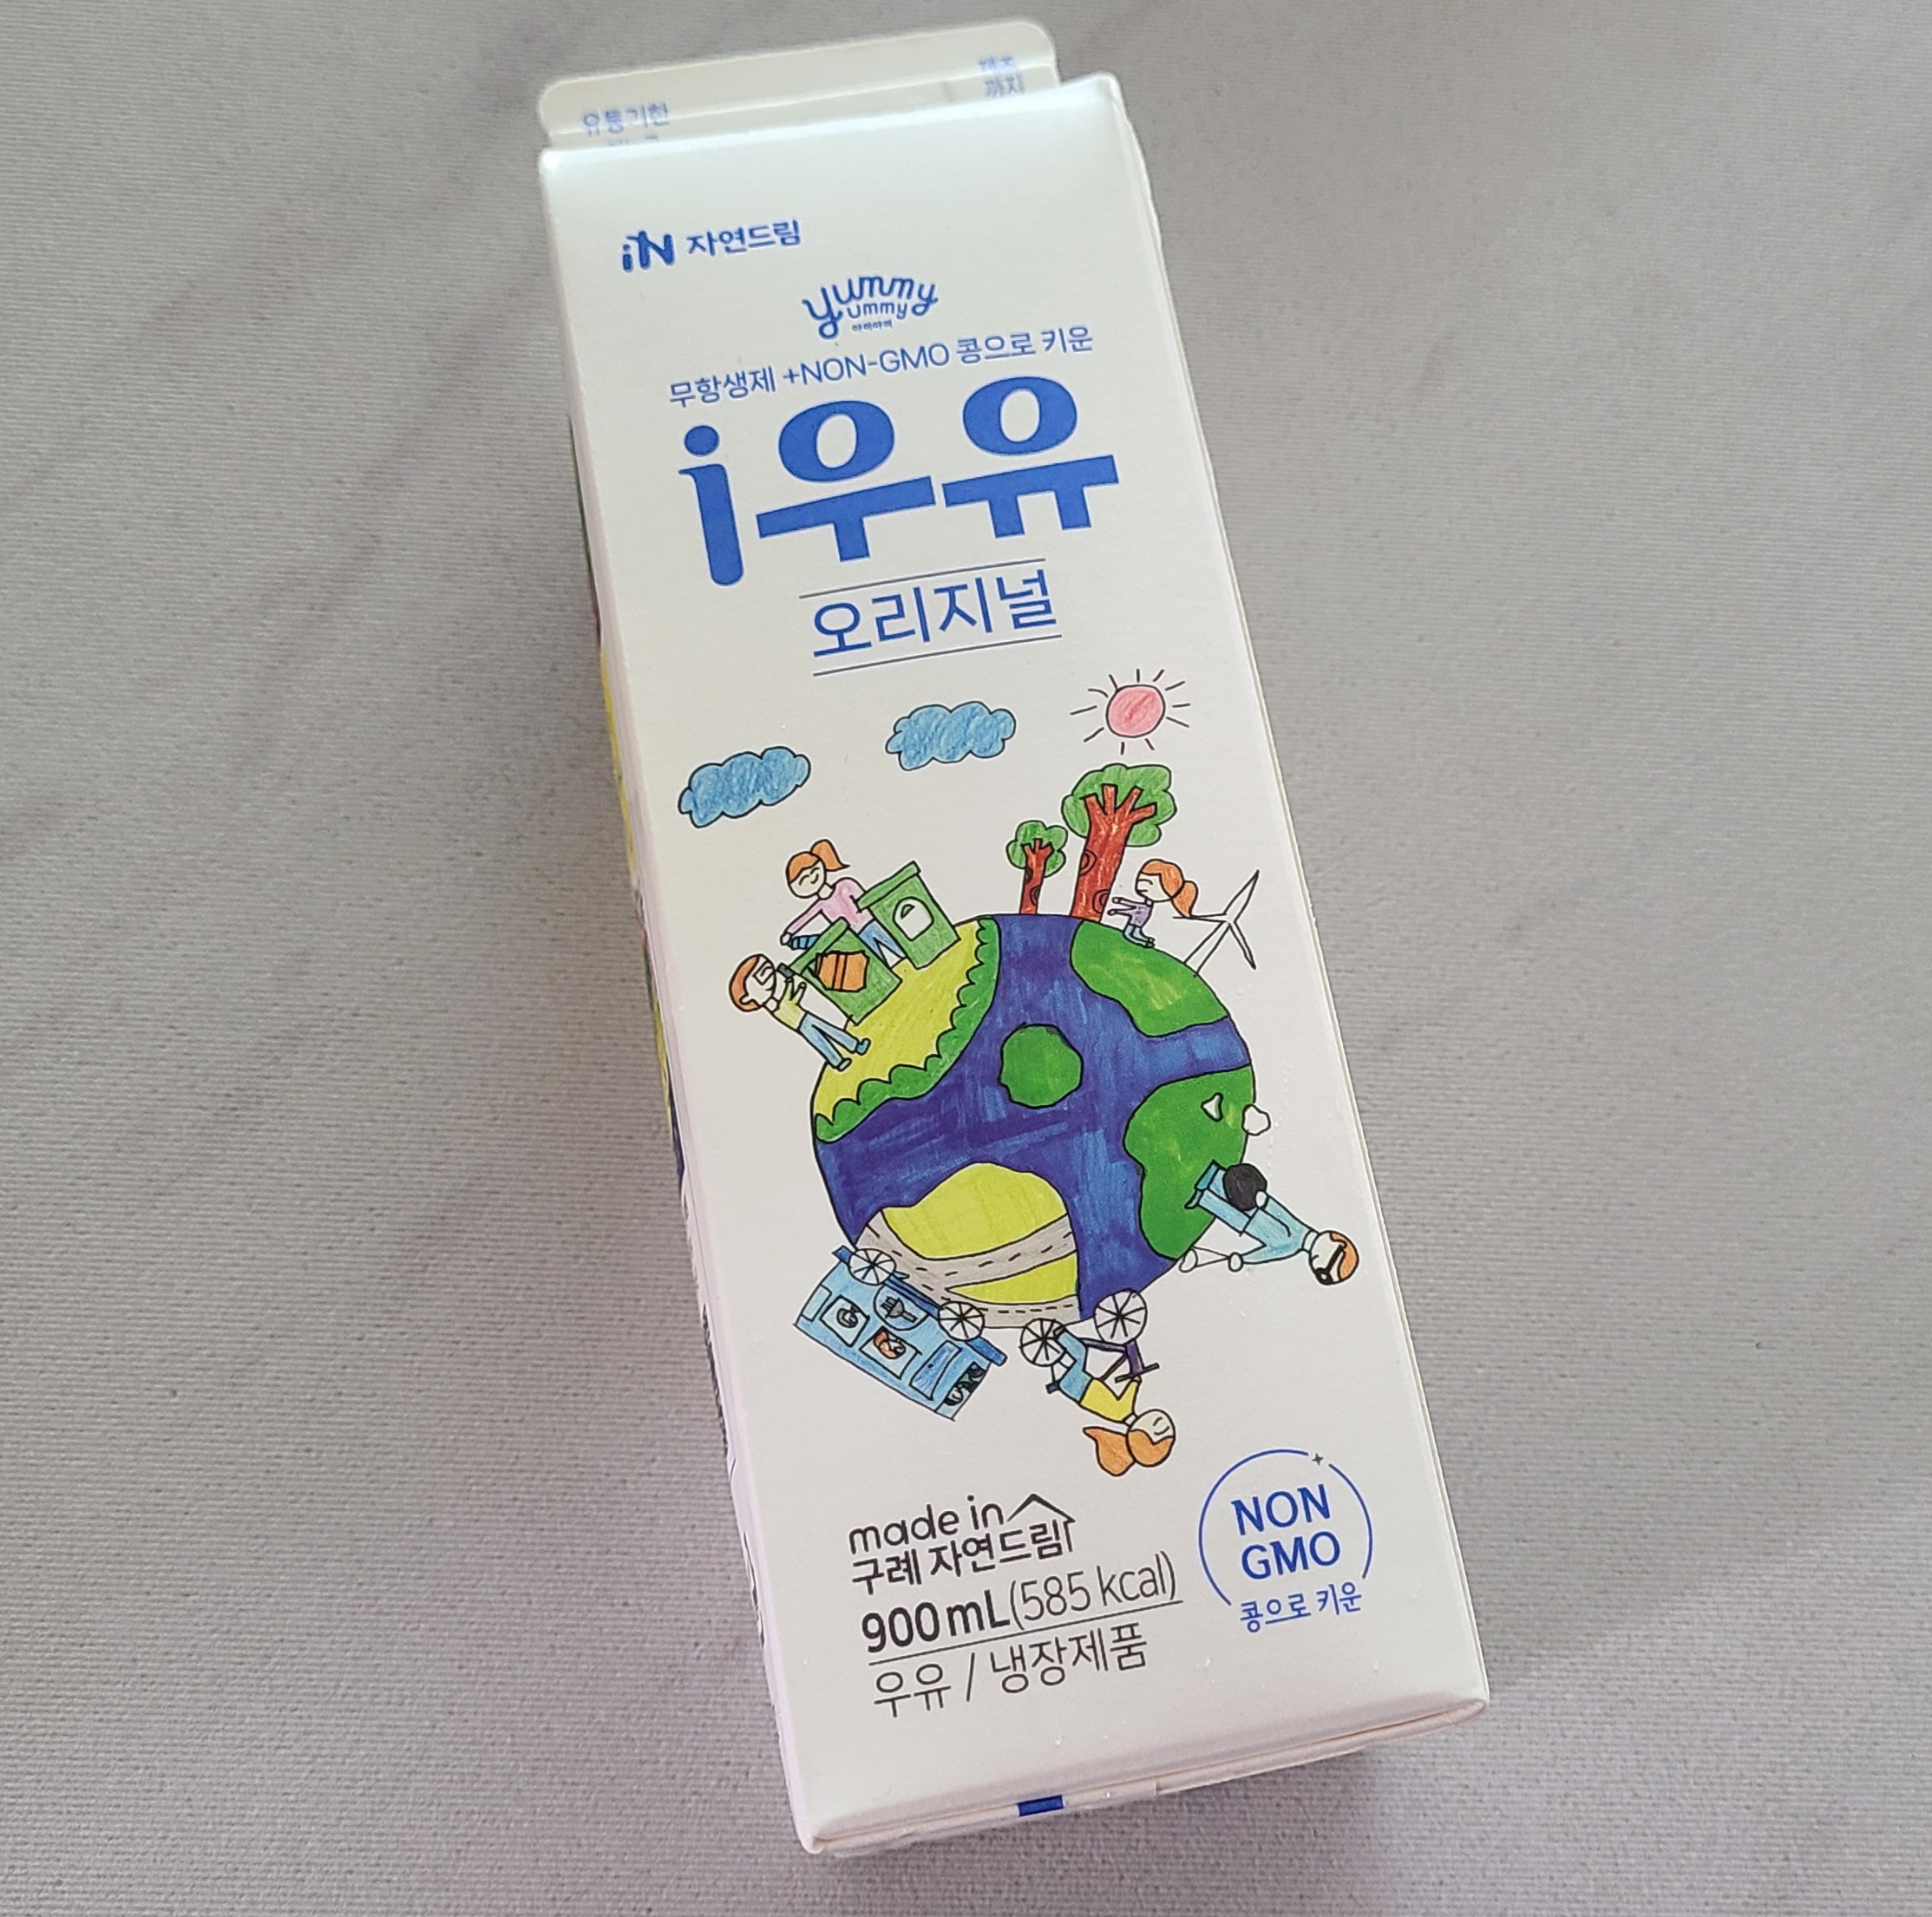 유통기한
까지
iN 자연드림
yummy
ummy
무항생제 +NON-GMO 콩으로 키운
i우유
오리지널
made in
구례 자연드림
900mL(585 kcal)
우유 / 냉장제품
NON
GMO
콩으로 키운